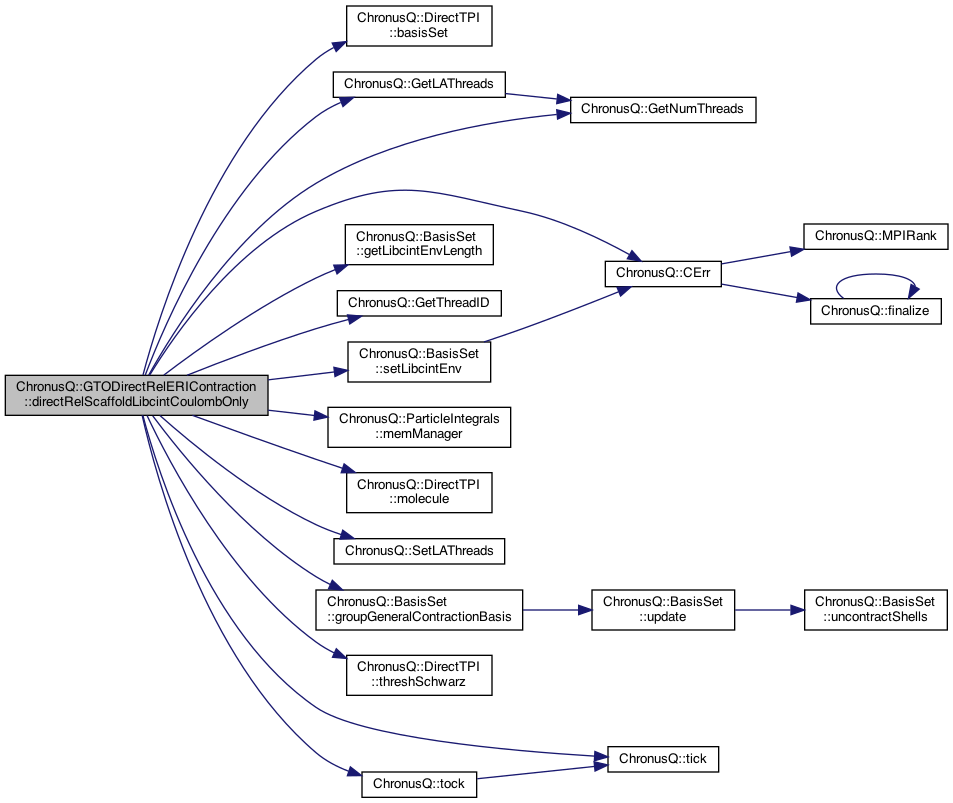 ChronusQ::DirectTPI
::basisSet
ChronusQ::GetLAThreads
ChronusQ::GetNumThreads
ChronusQ::BasisSet
::getLibcintEnvLength
ChronusQ::MPIRank
ChronusQ::CErr
ChronusQ::GetThreadID
ChronusQ::finalize
ChronusQ::BasisSet
::setLibcintEnv
ChronusQ::GTODirectRelERIContraction
::directRelScaffoldLibcintCoulombOnly
ChronusQ::ParticleIntegrals
::memManager
ChronusQ::DirectTPI
::molecule
ChronusQ::SetLAThreads
ChronusQ::BasisSet
::groupGeneralContractionBasis
ChronusQ::BasisSet
::update
ChronusQ::BasisSet
::uncontractShells
ChronusQ::DirectTPI
::threshSchwarz
ChronusQ::tick
ChronusQ::tock